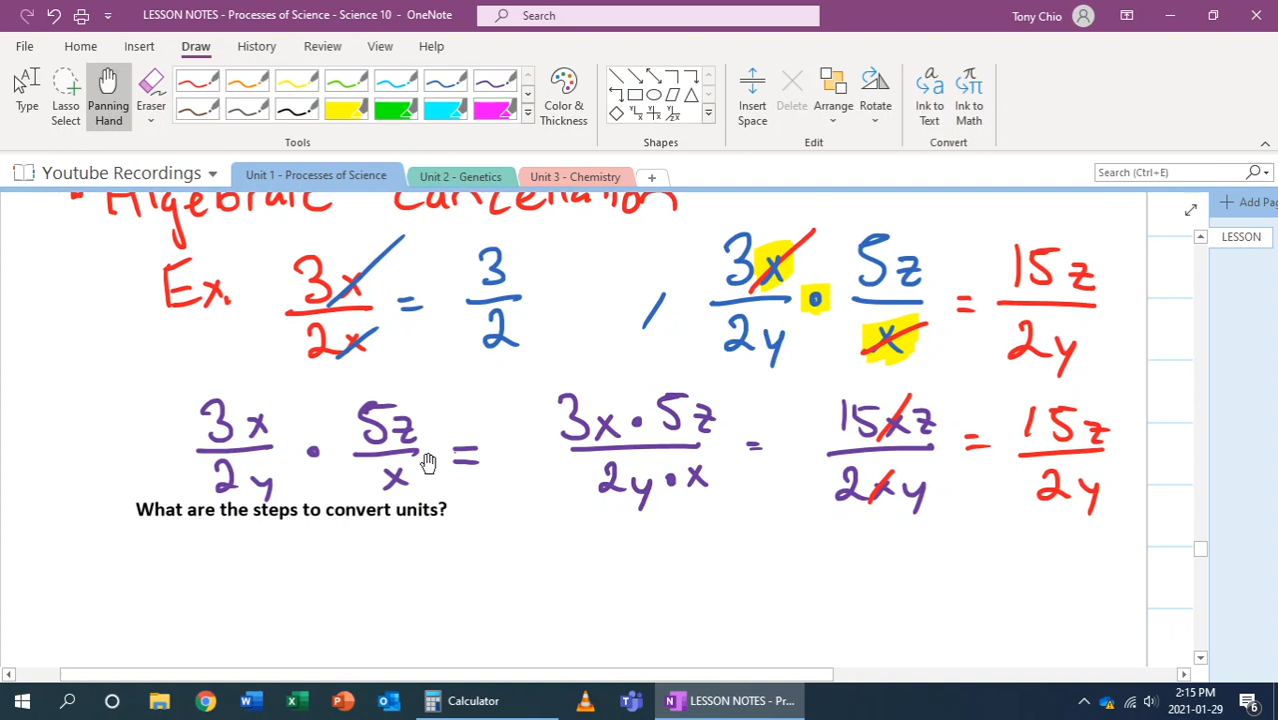 LESSON NOTES - Processes of Science - Science 10 - OneNote
Search
Tony Chio
File Home Insert Draw History Review View Help
Type
Lasso Select
Panning Hand
Eraser
Color & Thickness
Insert Space
Delete
Arrange
Rotate
Ink to Text
Ink to Math
Tools Shapes Edit Convert
Youtube Recordings
Unit 1 - Processes of Science
Unit 2 - Genetics
Unit 3 - Chemistry
Search (Ctrl+E)
Add Pag
LESSON
• Algebraic Cancellation
Ex. 3x/2x = 3/2 , 3x/2y · 5z/x = 15z/2y
3x/2y · 5z/x = 3x · 5z/2y · x = 15xz/2xy = 15z/2y
What are the steps to convert units?
Calculator
LESSON NOTES - Pr...
2:15 PM
2021-01-29
6